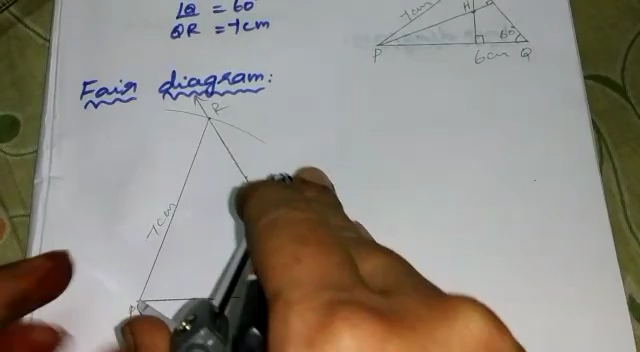 ∠Q = 60°
QR = 7cm
7cm
H
60°
P
6cm
Q
Fair diagram:
R
7cm
P